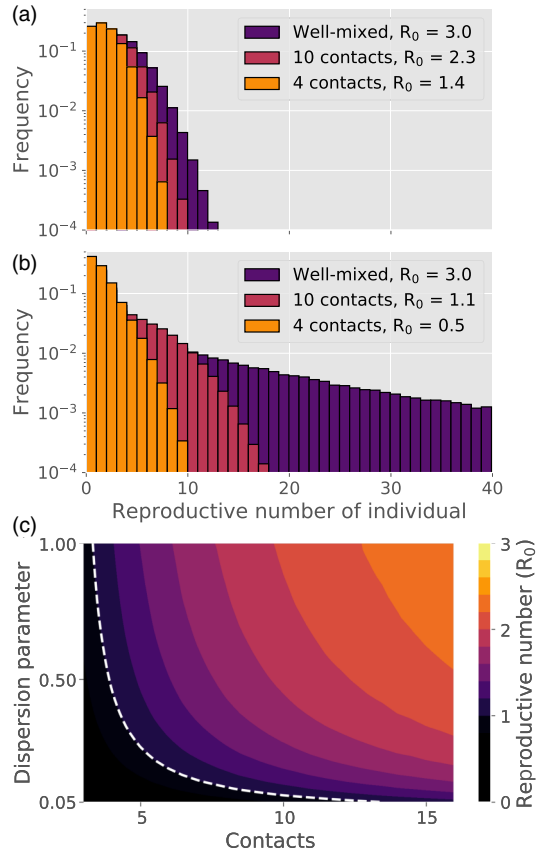 (a)
Well-mixed, R₀ = 3.0
10 contacts, R₀ = 2.3
4 contacts, R₀ = 1.4
Frequency
10⁻¹
10⁻²
10⁻³
10⁻⁴
(b)
Well-mixed, R₀ = 3.0
10 contacts, R₀ = 1.1
4 contacts, R₀ = 0.5
Frequency
10⁻¹
10⁻²
10⁻³
10⁻⁴
0 10 20 30 40
Reproductive number of individual
(c)
Dispersion parameter
1.00
0.50
0.05
5 10 15
Contacts
3
2
1
0
Reproductive number (R₀)